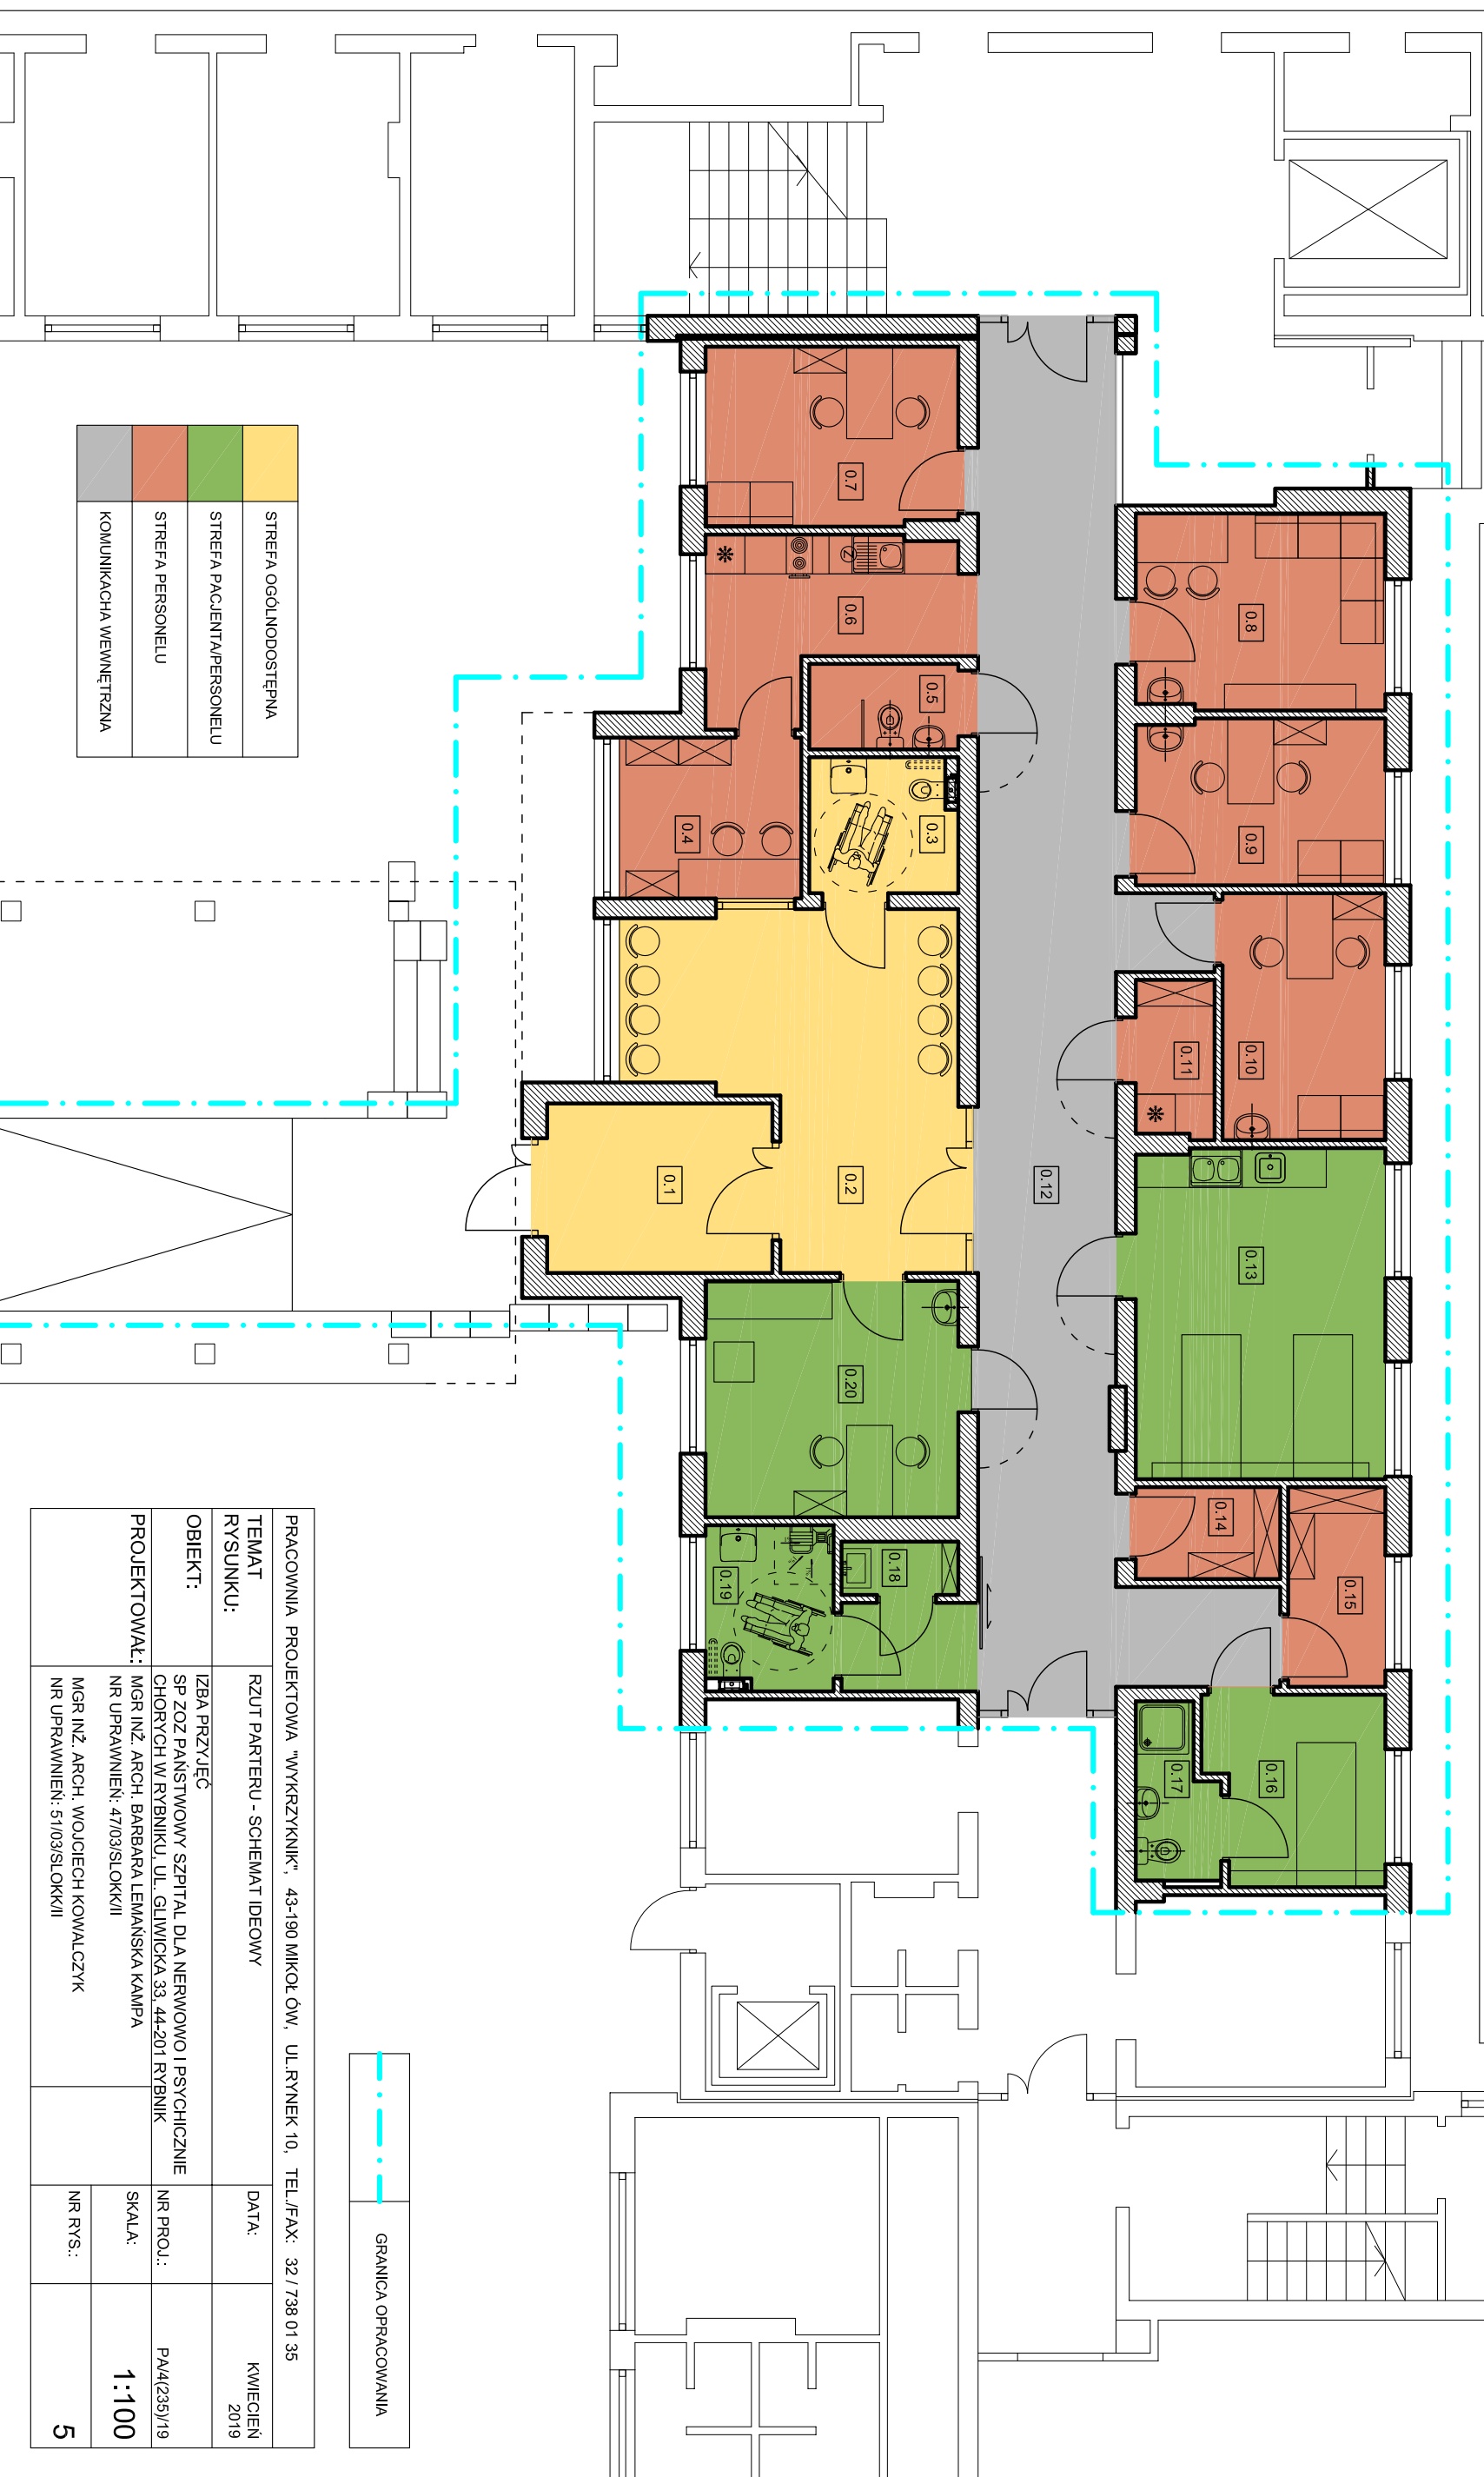 0.7
0.6
0.5
0.4
0.3
0.8
0.9
0.10
0.11
0.12
0.1
0.2
0.13
0.14
0.15
0.16
0.17
0.18
0.19
0.20
Z
STREFA OGÓLNODOSTĘPNA
STREFA PACJENTA/PERSONELU
STREFA PERSONELU
KOMUNIKACHA WEWNĘTRZNA
GRANICA OPRACOWANIA
PRACOWNIA PROJEKTOWA "WYKRZYKNIK", 43-190 MIKOŁÓW, UL.RYNEK 10, TEL./FAX: 32 / 738 01 35
TEMAT
RYSUNKU:
RZUT PARTERU - SCHEMAT IDEOWY
DATA:
KWIECIEŃ
2019
OBIEKT:
IZBA PRZYJĘĆ
SP ZOZ PAŃSTWOWY SZPITAL DLA NERWOWO I PSYCHICZNIE
CHORYCH W RYBNIKU, UL. GLIWICKA 33, 44-201 RYBNIK
NR PROJ.:
PA/4(235)/19
PROJEKTOWAŁ:
MGR INŻ. ARCH. BARBARA LEMAŃSKA KAMPA
NR UPRAWNIEŃ: 47/03/SLOKK/II
SKALA:
1:100
MGR INŻ. ARCH. WOJCIECH KOWALCZYK
NR UPRAWNIEŃ: 51/03/SLOKK/II
NR RYS.:
5